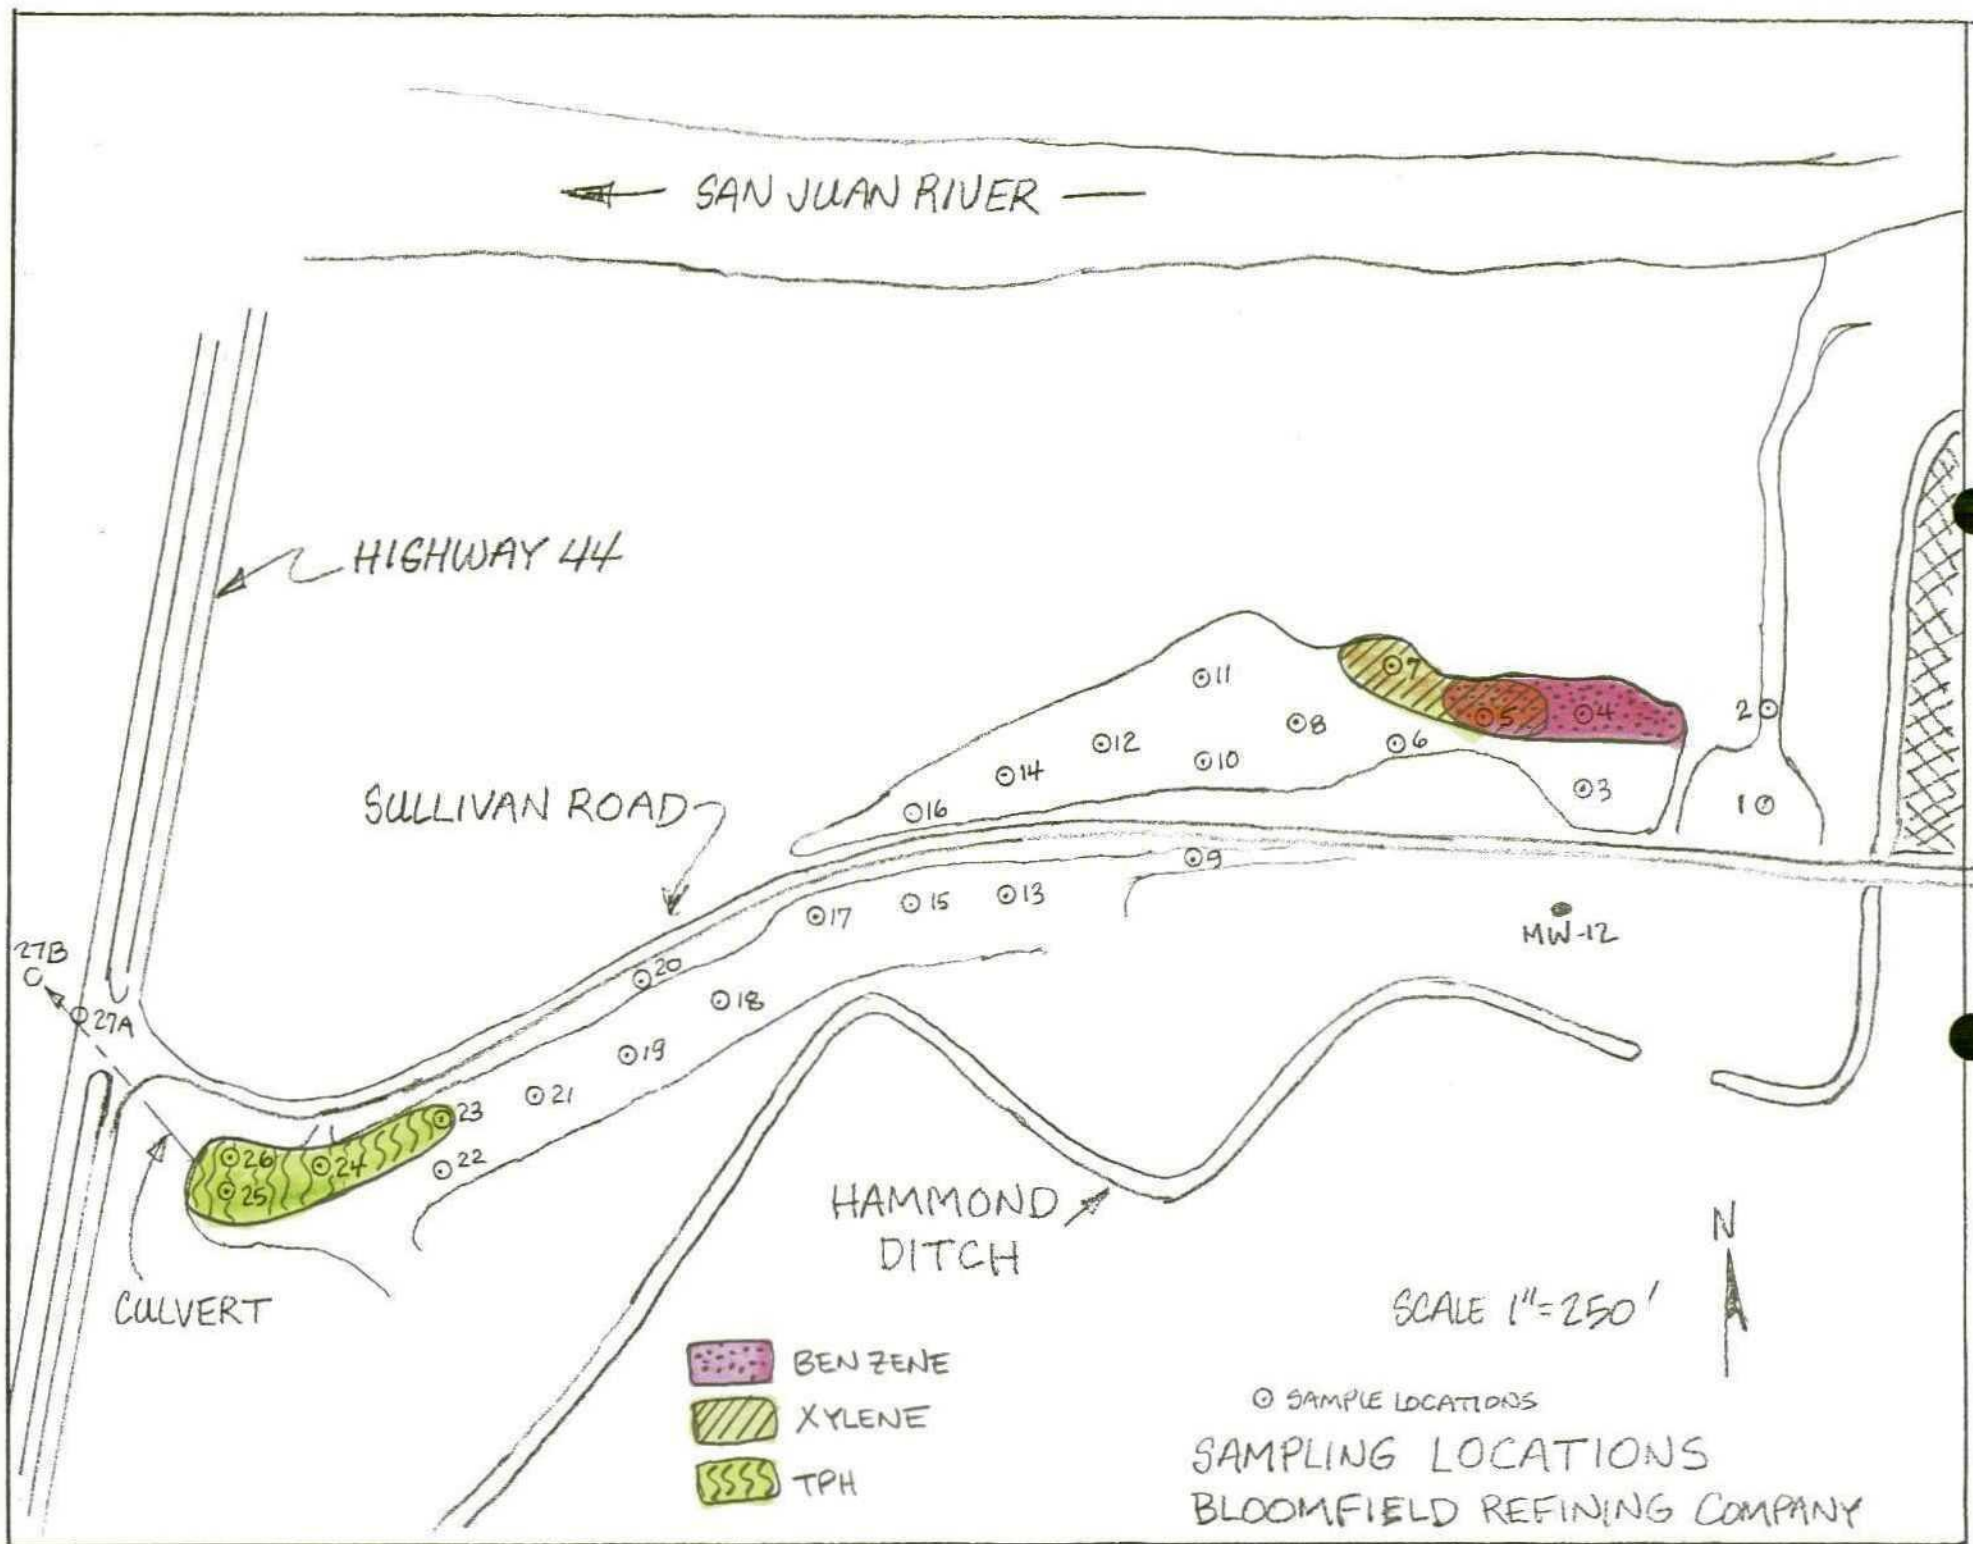 SAN JUAN RIVER
HIGHWAY 44
SULLIVAN ROAD
11
7
8
5
4
2
12
6
10
14
3
1
16
9
17
15
13
MW-12
27B
20
18
27A
19
21
23
26
24
22
25
HAMMOND
DITCH
N
CULVERT
SCALE 1"=250'
BENZENE
XYLENE
TPH
SAMPLE LOCATIONS
SAMPLING LOCATIONS
BLOOMFIELD REFINING COMPANY